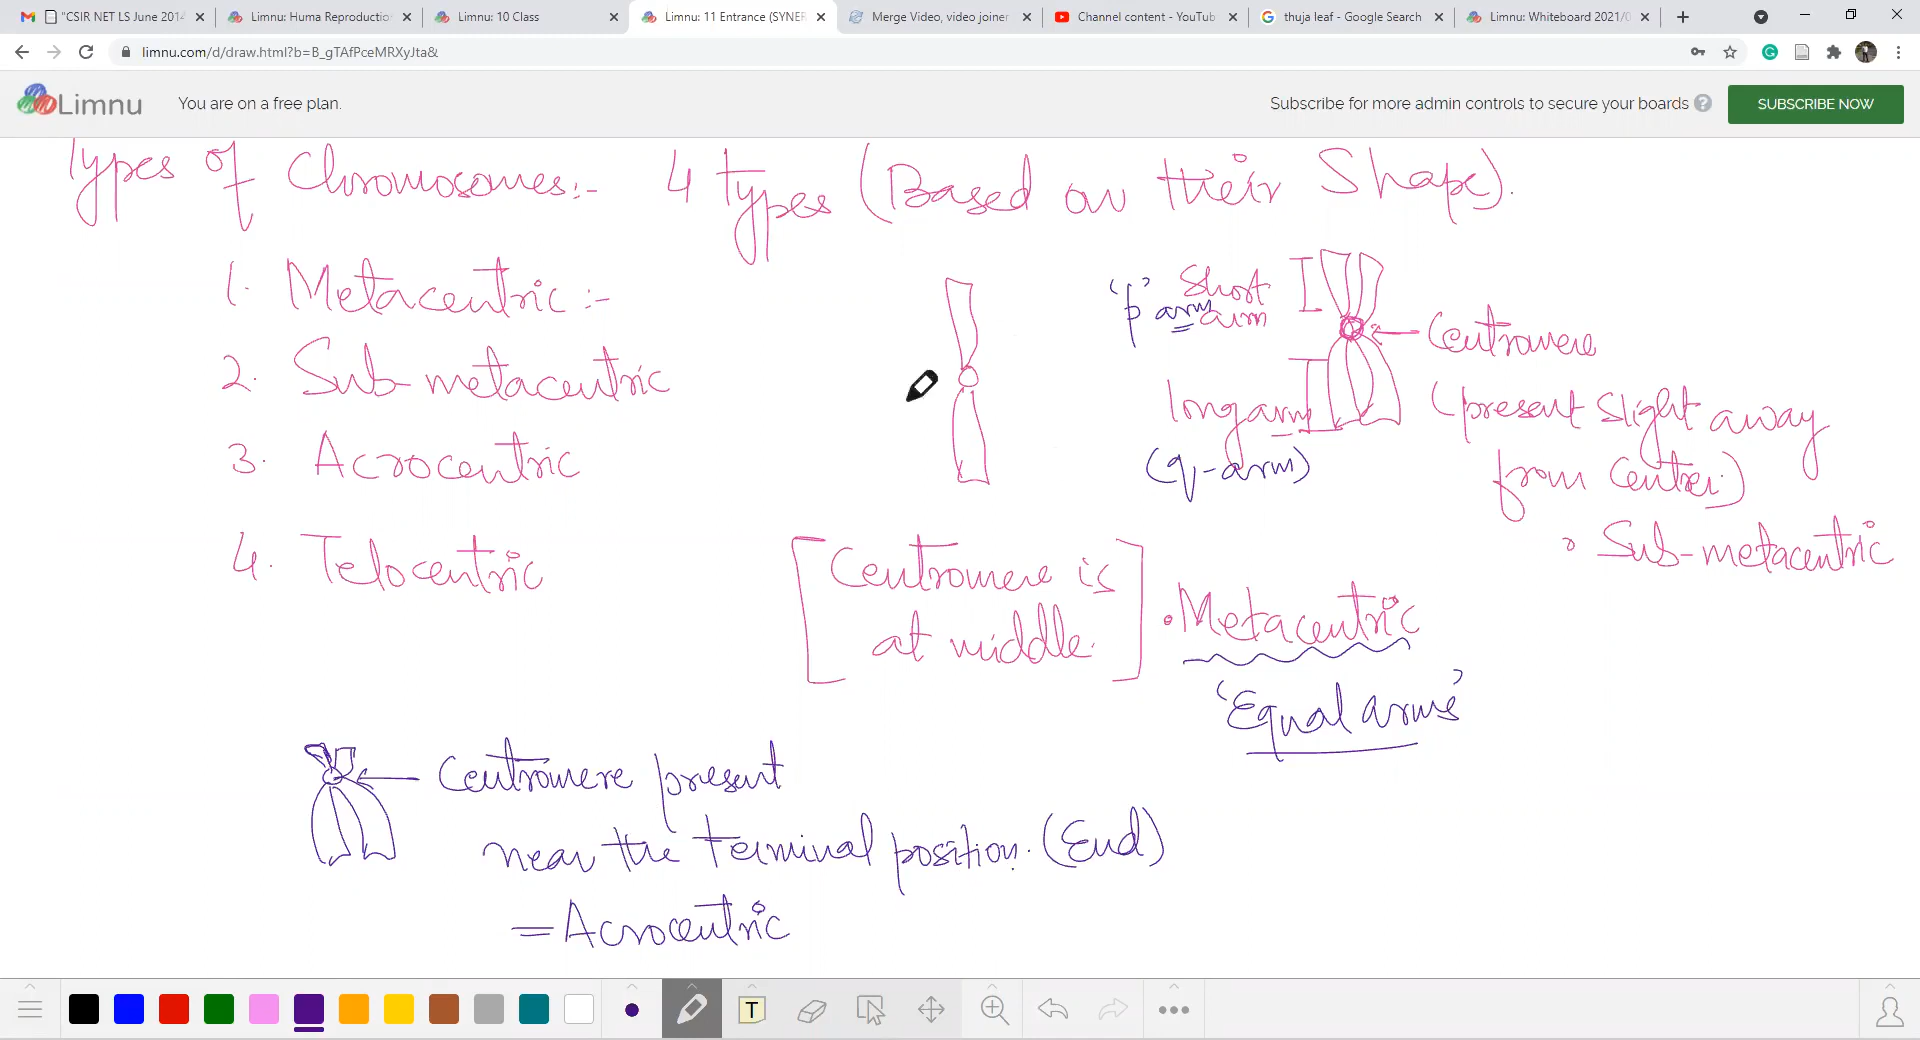 "CSIR NET LS June 2014
Limnu: Huma Reproductio
Limnu: 10 Class
Limnu: 11 Entrance (SYNER
Merge Video, video joiner
Channel content - YouTub
thuja leaf - Google Search
Limnu: Whiteboard 2021/0
limnu.com/d/draw.html?b=B_gTAfPceMRXyJta&
Limnu
You are on a free plan.
Subscribe for more admin controls to secure your boards ?
SUBSCRIBE NOW
Types of Chromosomes:- 4 types (Based on their Shape).
1. Metacentric :-
2. Sub-metacentric
3. Acrocentric
4. Telocentric
'p' arm
Short
arm
Centromere
long arm
(q-arm)
(present slight away
from Center.)
• Sub-metacentric
[Centromere is
at middle.]
• Metacentric
'Equal arms'
Centromere present
near the terminal position. (End)
= Acrocentric
T